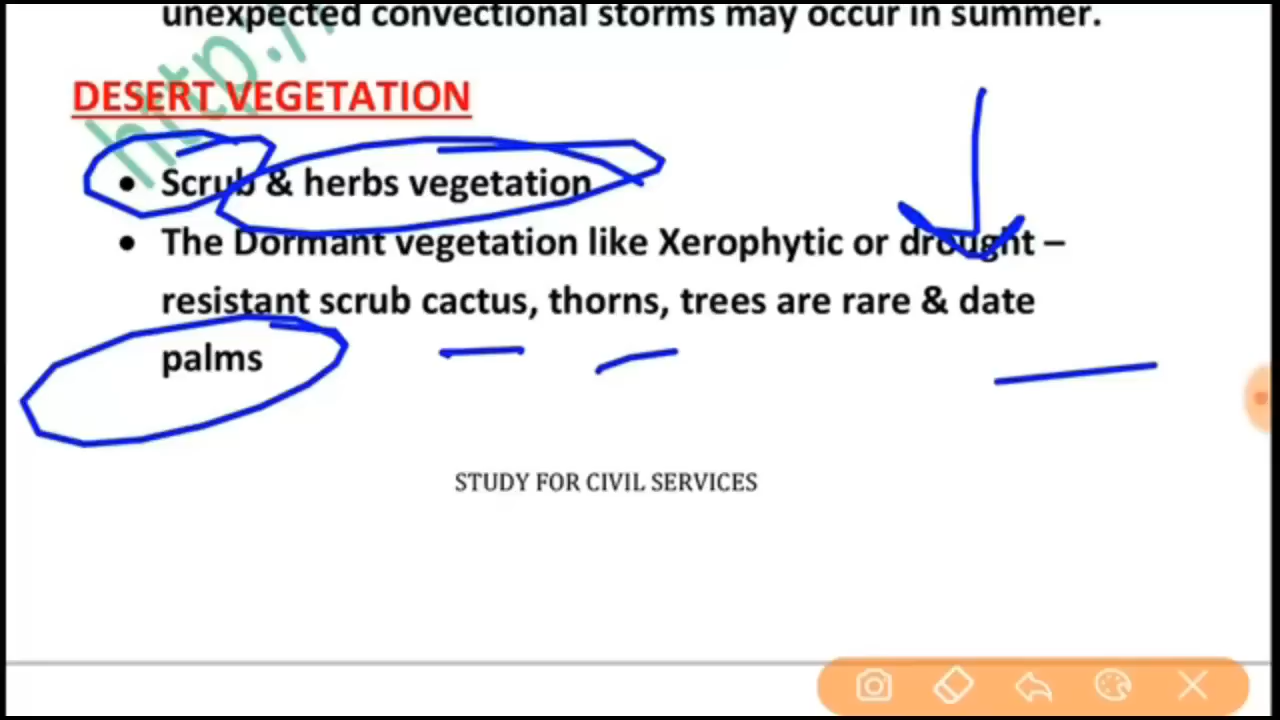 unexpected convectional storms may occur in summer.
DESERT VEGETATION
http:/
• Scrub & herbs vegetation
• The Dormant vegetation like Xerophytic or drought –
resistant scrub cactus, thorns, trees are rare & date
palms
STUDY FOR CIVIL SERVICES